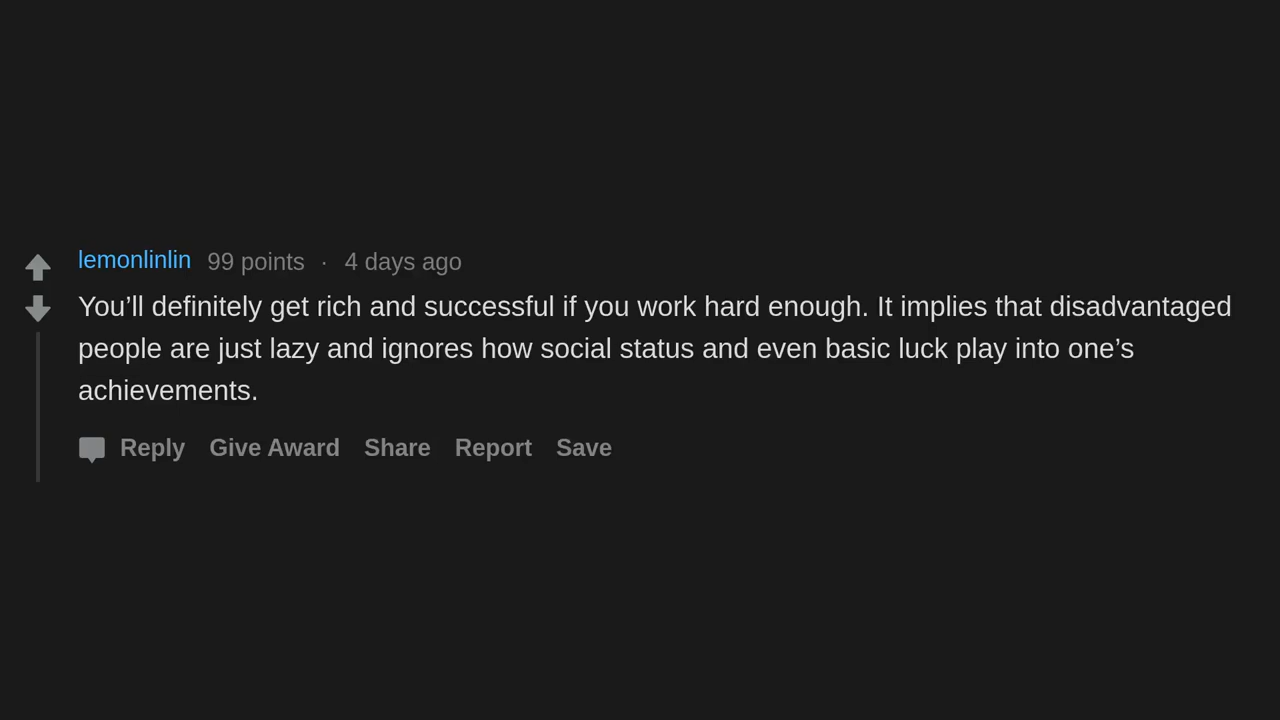 lemonlinlin 99 points · 4 days ago
You’ll definitely get rich and successful if you work hard enough. It implies that disadvantaged
people are just lazy and ignores how social status and even basic luck play into one’s
achievements.
Reply Give Award Share Report Save